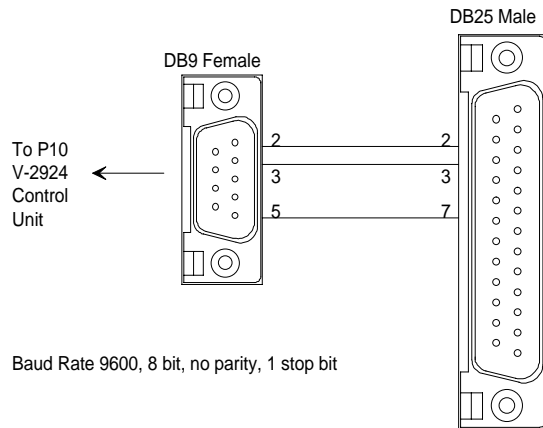 DB25 Male
DB9 Female
To P10
V-2924
Control
Unit
2 2
3 3
5 7
Baud Rate 9600, 8 bit, no parity, 1 stop bit